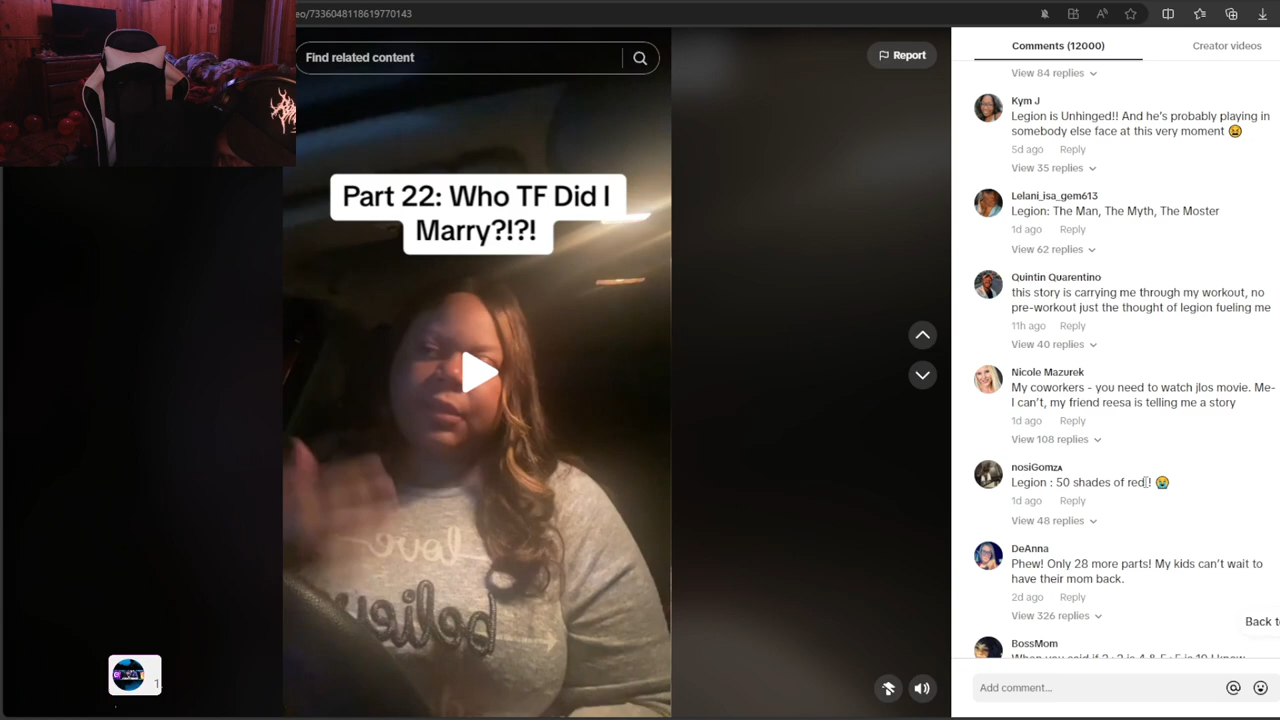 eo/7336048118619770143
Find related content
Report
Part 22: Who TF Did I
Marry?!?!
love
1
Comments (12000)
Creator videos
View 84 replies
Kym J
Legion is Unhinged!! And he's probably playing in
somebody else face at this very moment 😫
5d ago Reply
View 35 replies
Lelani_isa_gem613
Legion: The Man, The Myth, The Moster
1d ago Reply
View 62 replies
Quintin Quarentino
this story is carrying me through my workout, no
pre-workout just the thought of legion fueling me
11h ago Reply
View 40 replies
Nicole Mazurek
My coworkers - you need to watch jlos movie. Me-
I can't, my friend reesa is telling me a story
1d ago Reply
View 108 replies
nosiGomzᴀ
Legion : 50 shades of red! 😭
1d ago Reply
View 48 replies
DeAnna
Phew! Only 28 more parts! My kids can't wait to
have their mom back.
2d ago Reply
View 326 replies
Back to
BossMom
Add comment...